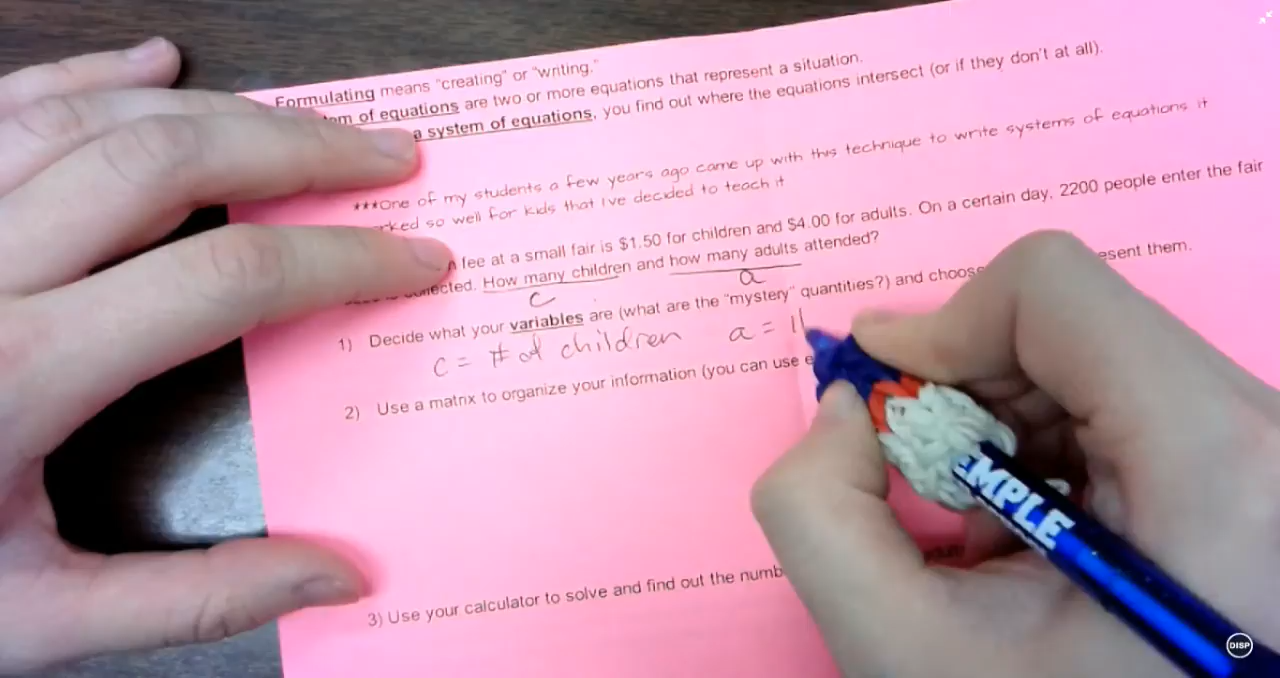 Formulating means "creating" or "writing."
of equations are two or more equations that represent a situation.
a system of equations, you find out where the equations intersect (or if they don't at all).
***One of my students a few years ago came up with this technique to write systems of equations it
so well for kids that I've decided to teach it
fee at a small fair is $1.50 for children and $4.00 for adults. On a certain day, 2200 people enter the fair
How many children and how many adults attended?
c a
1) Decide what your variables are (what are the "mystery" quantities?) and them.
c = # of children a =
2) Use a matrix to organize your information (you can use
3) Use your calculator to solve and find out the
EMPLE
DISP